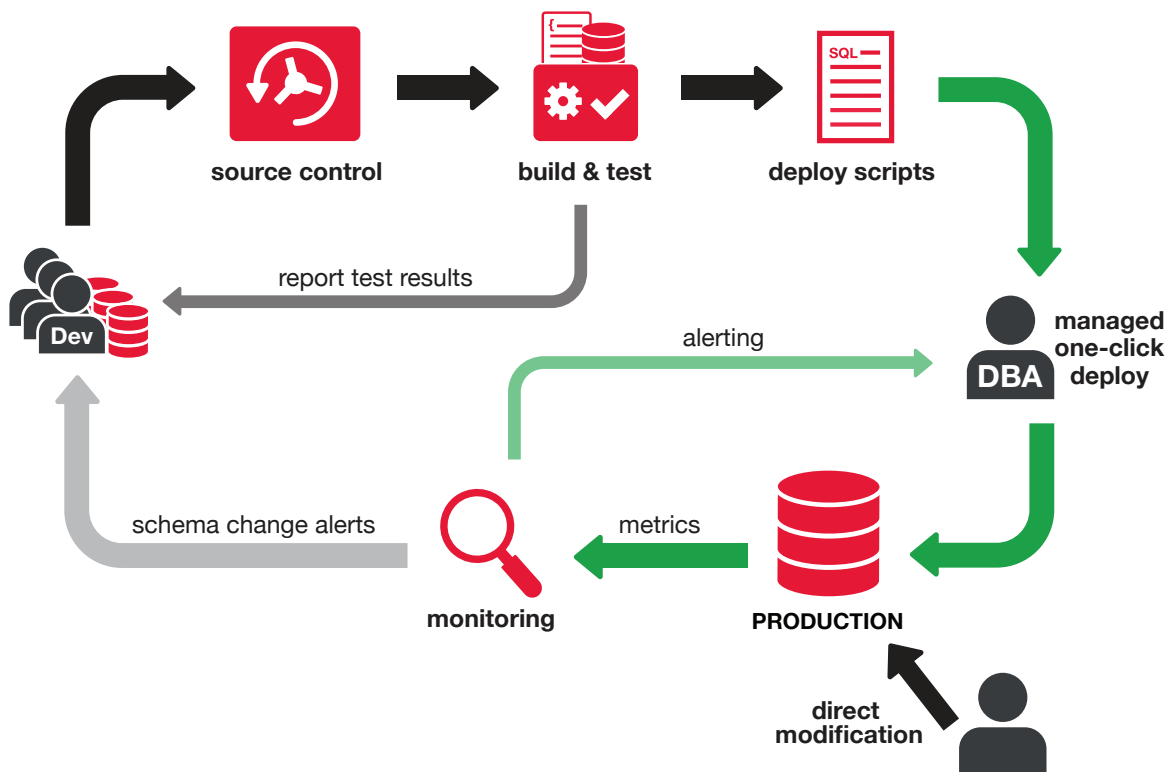 {
SQL
source control
build & test
deploy scripts
report test results
Dev
alerting
DBA
managed
one-click
deploy
schema change alerts
metrics
monitoring
PRODUCTION
direct
modification